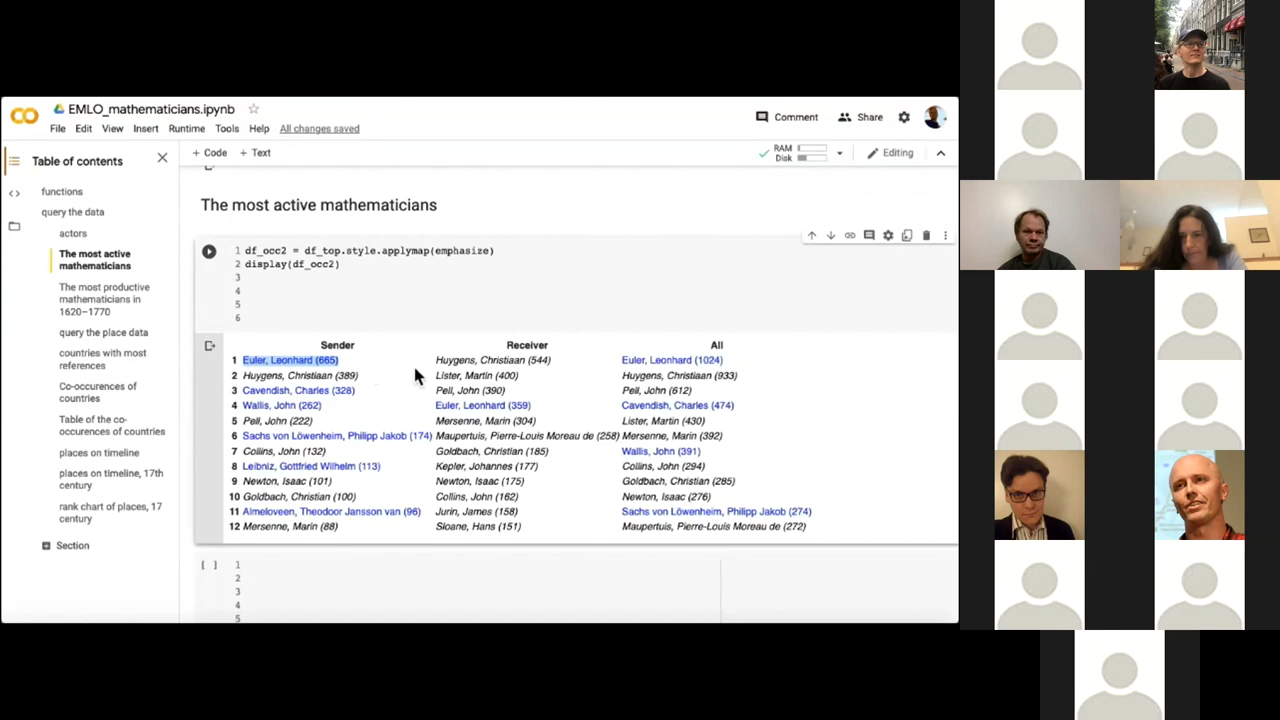 EMLO_mathematicians.ipynb
File Edit View Insert Runtime Tools Help All changes saved
Comment Share
+ Code + Text
RAM
Disk
Editing
Table of contents
functions
query the data
actors
The most active
mathematicians
The most productive
mathematicians in
1620–1770
query the place data
countries with most
references
Co-occurences of
countries
Table of the co-
occurences of countries
places on timeline
places on timeline, 17th
century
rank chart of places, 17
century
Section
The most active mathematicians
1 df_occ2 = df_top.style.applymap(emphasize)
2 display(df_occ2)
3
4
5
6
Sender Receiver All
1 Euler, Leonhard (665) Huygens, Christiaan (544) Euler, Leonhard (1024)
2 Huygens, Christiaan (389) Lister, Martin (400) Huygens, Christiaan (933)
3 Cavendish, Charles (328) Pell, John (390) Pell, John (612)
4 Wallis, John (262) Euler, Leonhard (359) Cavendish, Charles (474)
5 Pell, John (222) Mersenne, Marin (304) Lister, Martin (430)
6 Sachs von Löwenheim, Philipp Jakob (174) Maupertuis, Pierre-Louis Moreau de (258) Mersenne, Marin (392)
7 Collins, John (132) Goldbach, Christian (185) Wallis, John (391)
8 Leibniz, Gottfried Wilhelm (113) Kepler, Johannes (177) Collins, John (294)
9 Newton, Isaac (101) Newton, Isaac (175) Goldbach, Christian (285)
10 Goldbach, Christian (100) Collins, John (162) Newton, Isaac (276)
11 Almeloveen, Theodoor Jansson van (96) Jurin, James (158) Sachs von Löwenheim, Philipp Jakob (274)
12 Mersenne, Marin (88) Sloane, Hans (151) Maupertuis, Pierre-Louis Moreau de (272)
[ ] 1
2
3
4
5